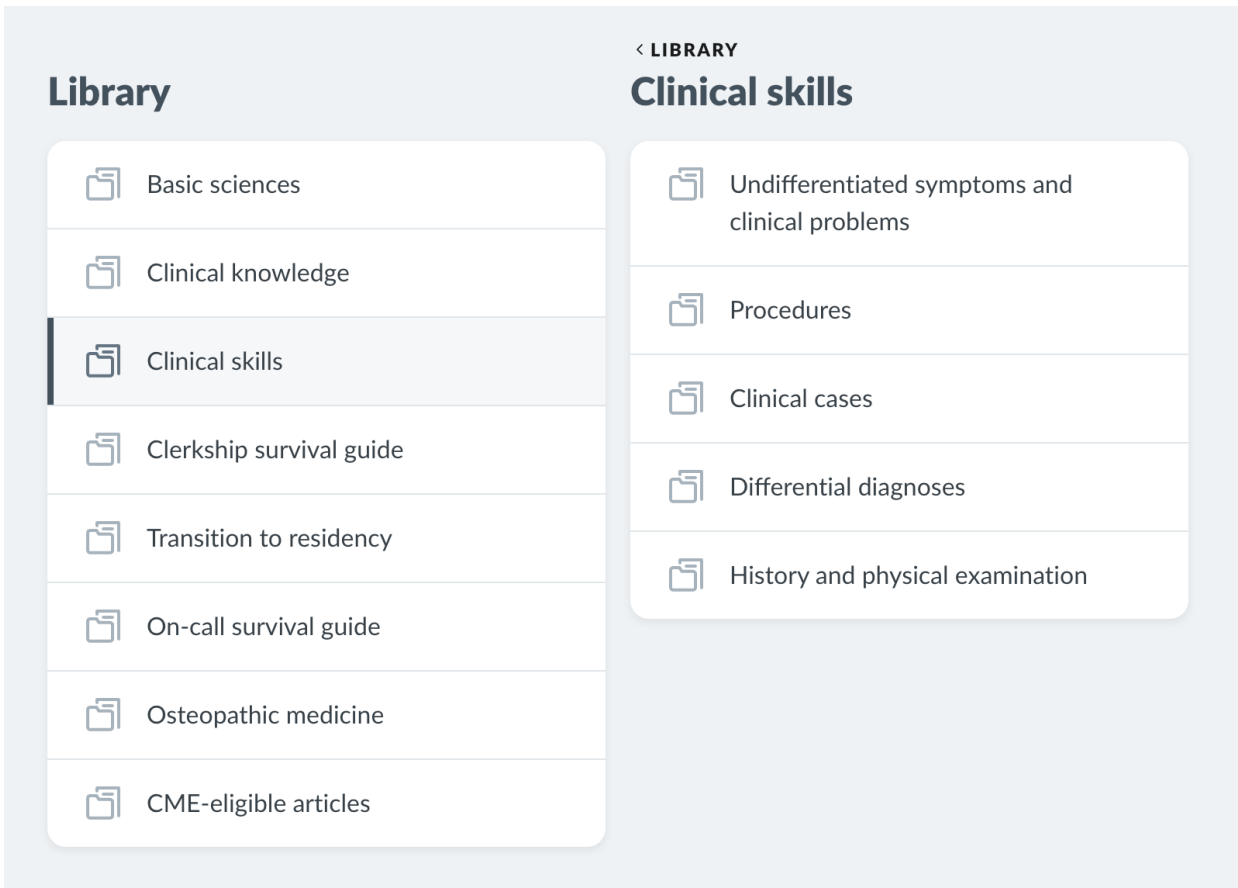 Library
Basic sciences
Clinical knowledge
Clinical skills
Clerkship survival guide
Transition to residency
On-call survival guide
Osteopathic medicine
CME-eligible articles
< LIBRARY
Clinical skills
Undifferentiated symptoms and
clinical problems
Procedures
Clinical cases
Differential diagnoses
History and physical examination